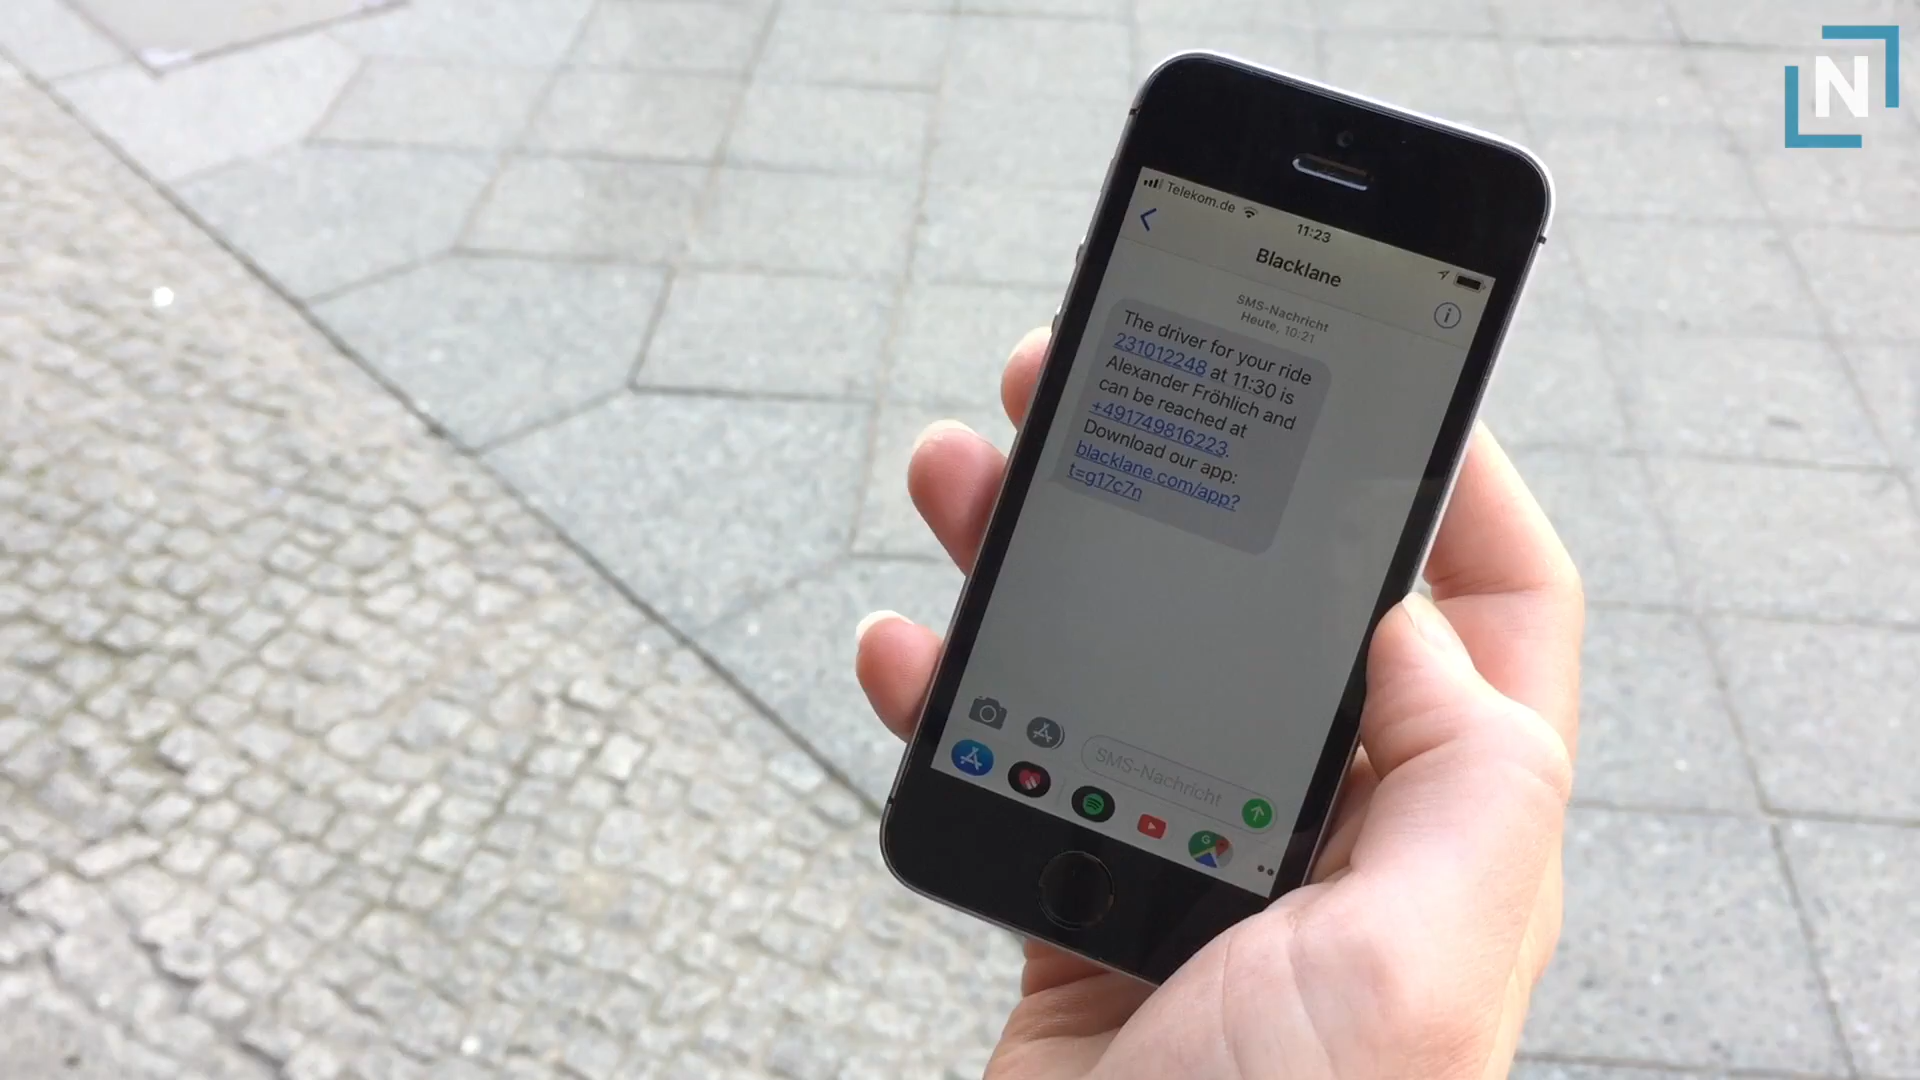 N
Telekom.de
11:23
Blacklane
SMS-Nachricht
Heute, 10:21
The driver for your ride
231012248 at 11:30 is
Alexander Fröhlich and
can be reached at
+491749816223.
Download our app:
blacklane.com/app?
t=g17c7n
SMS-Nachricht